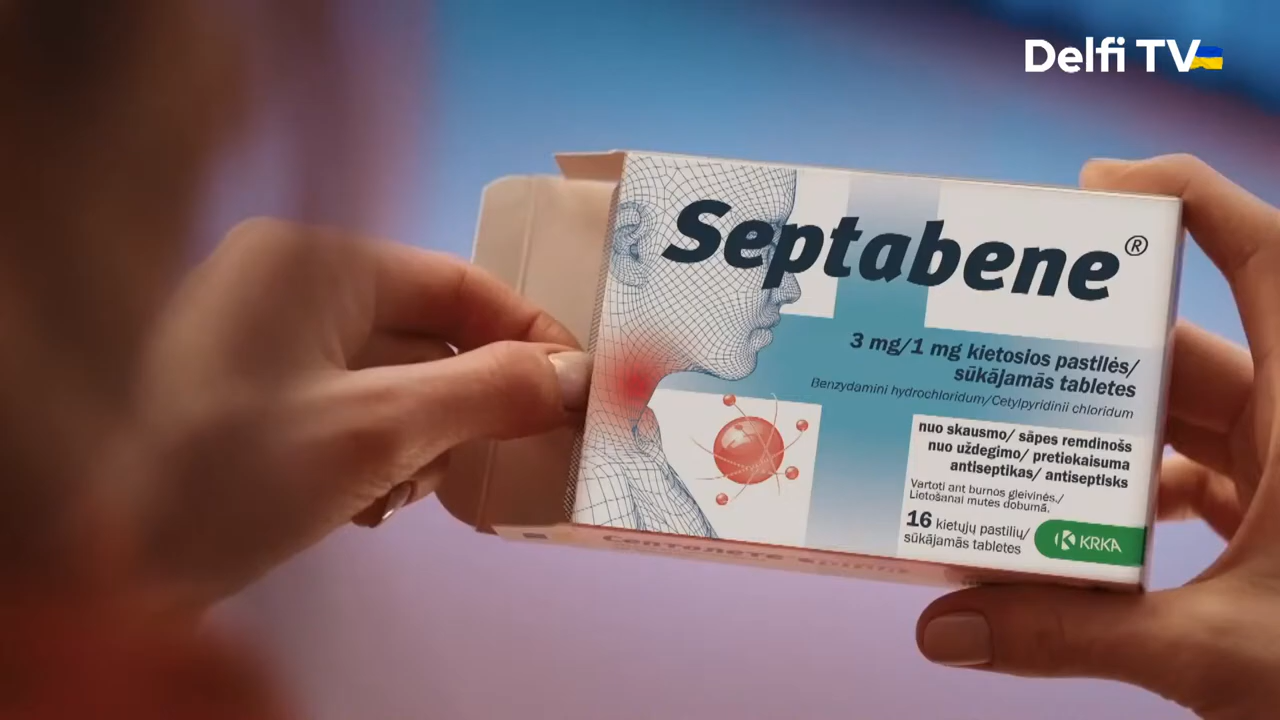 Delfi TV
Septabene®
3 mg/1 mg kietosios pastilės/
sūkājamās tabletes
Benzydamini hydrochloridum/Cetylpyridinii chloridum
nuo skausmo/ sāpes remdinošs
nuo uždegimo/ pretiekaisuma
antiseptikas/ antiseptisks
Vartoti ant burnos gleivinės./
Lietošanai mutes dobumā.
16 kietųjų pastilių/
sūkājamās tabletes
KRKA